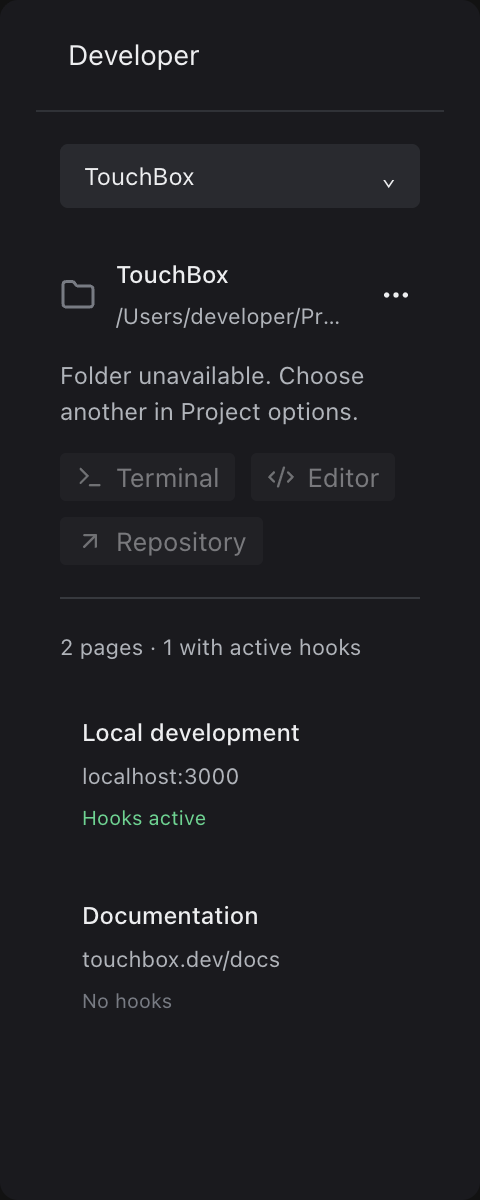 Developer
TouchBox
TouchBox
/Users/developer/Pr...
Folder unavailable. Choose
another in Project options.
Terminal
Editor
Repository
2 pages · 1 with active hooks
Local development
localhost:3000
Hooks active
Documentation
touchbox.dev/docs
No hooks